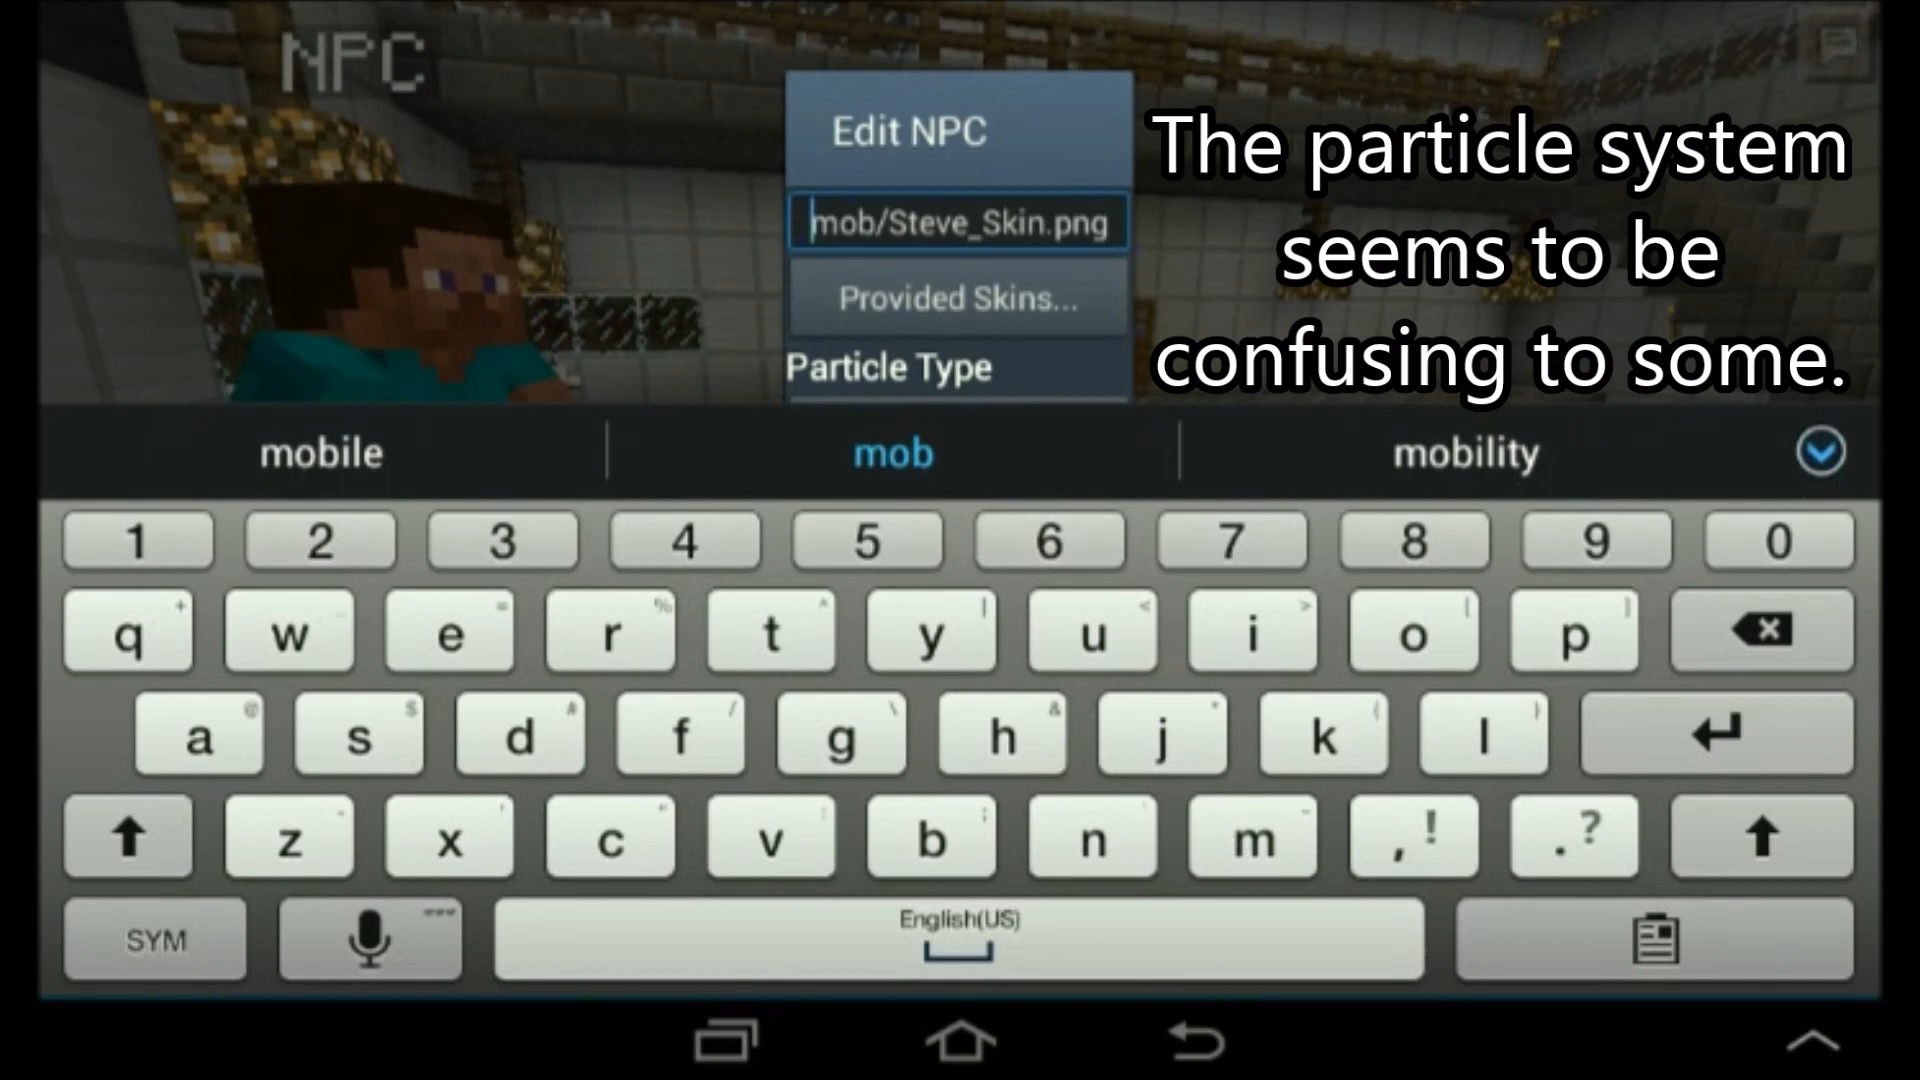 NPC
Edit NPC
The particle system
seems to be
confusing to some.
mob/Steve_Skin.png
Provided Skins...
Particle Type
mobile mob mobility
1 2 3 4 5 6 7 8 9 0
q + w _ e = r % t ^ y | u < i > o [ p ]
a @ s $ d # f / g \ h & j * k ( l )
z - x ' c " v : b ; n m , ! . ?
SYM English(US)